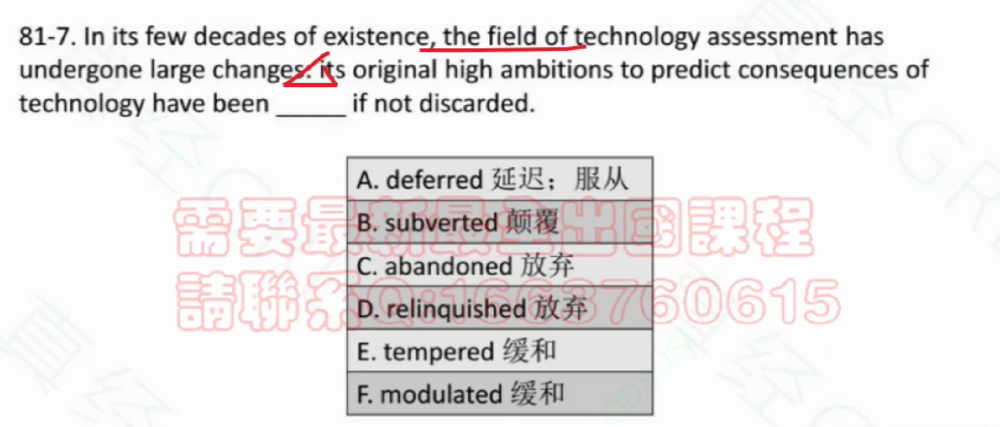 81-7. In its few decades of existence, the field of technology assessment has
undergone large changes: its original high ambitions to predict consequences of
technology have been _____ if not discarded.
A. deferred 延迟；服从
B. subverted 颠覆
C. abandoned 放弃
D. relinquished 放弃
E. tempered 缓和
F. modulated 缓和
需要最新最全出國課程
請聯系Q:1663760615